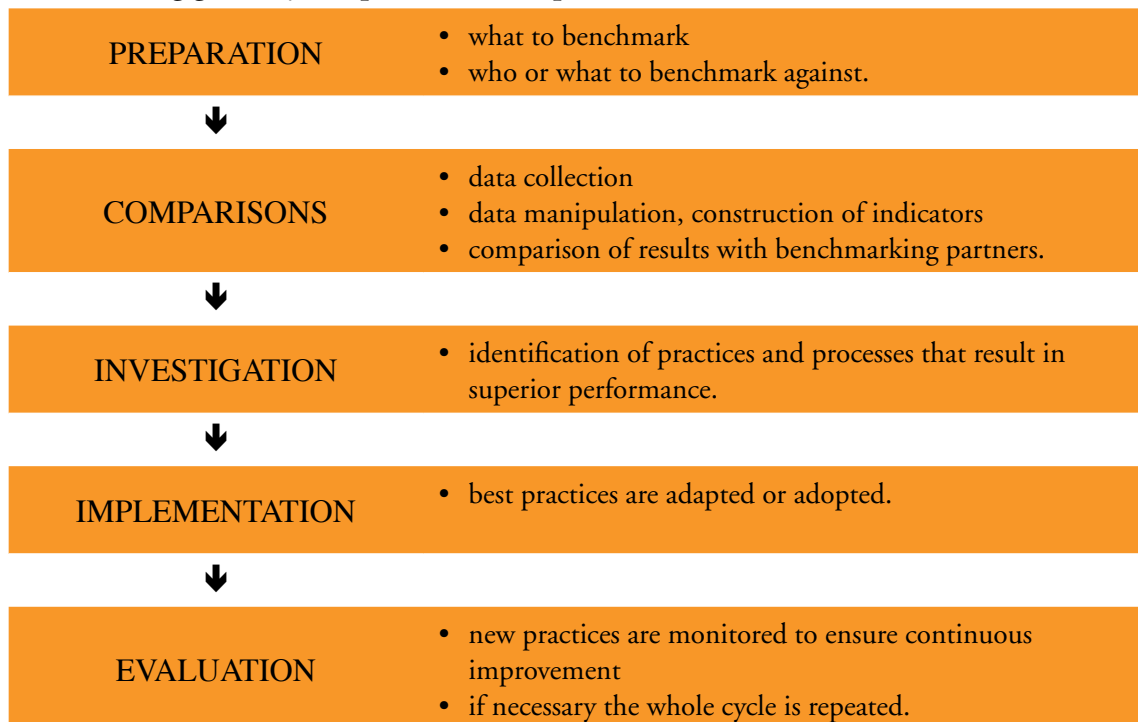 PREPARATION
• what to benchmark
• who or what to benchmark against.
COMPARISONS
• data collection
• data manipulation, construction of indicators
• comparison of results with benchmarking partners.
INVESTIGATION
• identification of practices and processes that result in
superior performance.
IMPLEMENTATION
• best practices are adapted or adopted.
EVALUATION
• new practices are monitored to ensure continuous
improvement
• if necessary the whole cycle is repeated.